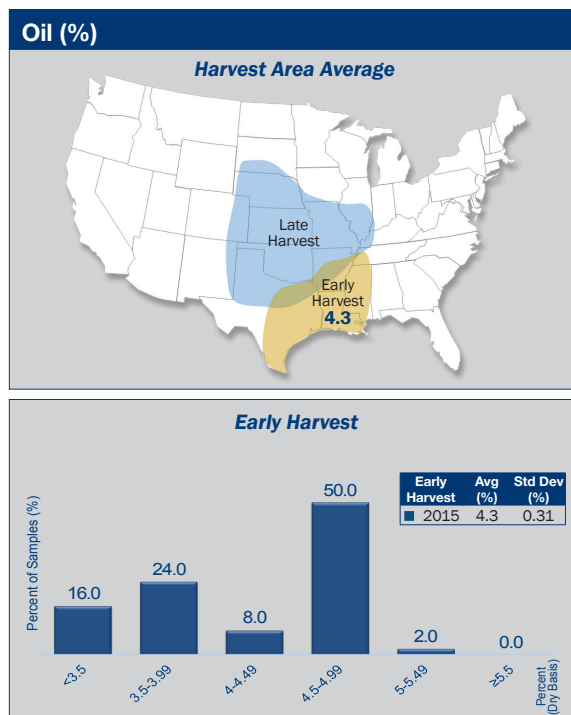 Oil (%)
Harvest Area Average
Late
Harvest
Early
Harvest
4.3
Early Harvest
Percent of Samples (%)
16.0
24.0
8.0
50.0
2.0
0.0
Early Harvest Avg (%) Std Dev (%)
2015 4.3 0.31
<3.5
3.5-3.99
4-4.49
4.5-4.99
5-5.49
≥5.5
Percent
(Dry Basis)